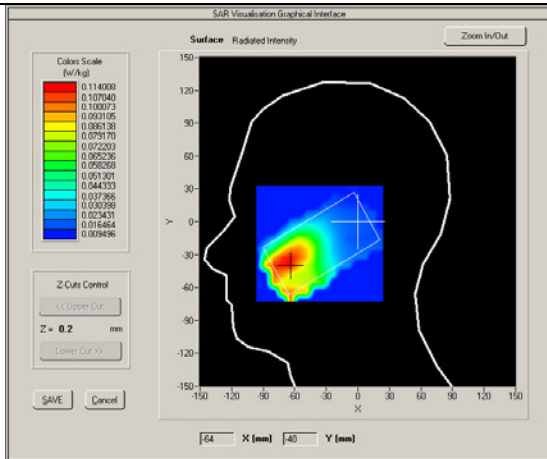 SAR Visualisation Graphical Interface
Surface Radiated Intensity
Zoom In/Out
Colors Scale
(W/kg)
0.114008
0.107040
0.100073
0.093105
0.086138
0.079170
0.072203
0.065236
0.058268
0.051301
0.044333
0.037366
0.030398
0.023431
0.016464
0.009496
Z-Cuts Control
<< Upper Cut
Z = 0.2 mm
Lower Cut >>
SAVE Cancel
150
120
90
60
30
0
-30
-60
-90
-120
-150
Y
-150 -120 -90 -60 -30 0 30 60 90 120 150
X
-64 X (mm) -40 Y (mm)